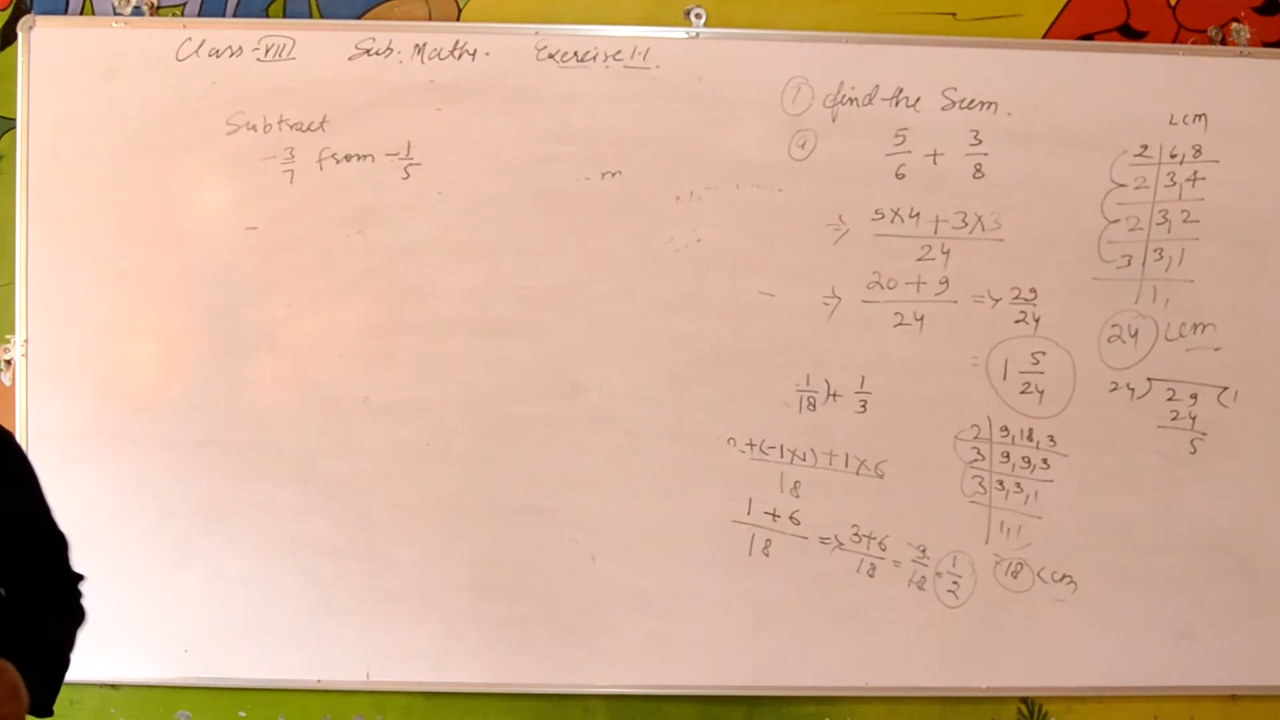 Class-VII Sub: Maths. Exercise 1.1
Subtract
-3/7 from -1/5
① find the Sum.
5/6 + 3/8
⇒ (5×4+3×3)/24
⇒ (20+9)/24 => 29/24
= 1 5/24
LCM
2 | 6,8
2 | 3,4
2 | 3,2
3 | 3,1
1,
24 LCM
24) 29 (1
24
5
1/18) + 1/3
+(-1×1)+1×6
18
1+6
18
=> (3+6)/18 = 9/18 = 1/2
2 | 9,18,3
3 | 9,9,3
3 | 3,3,1
1,1
=18 LCM